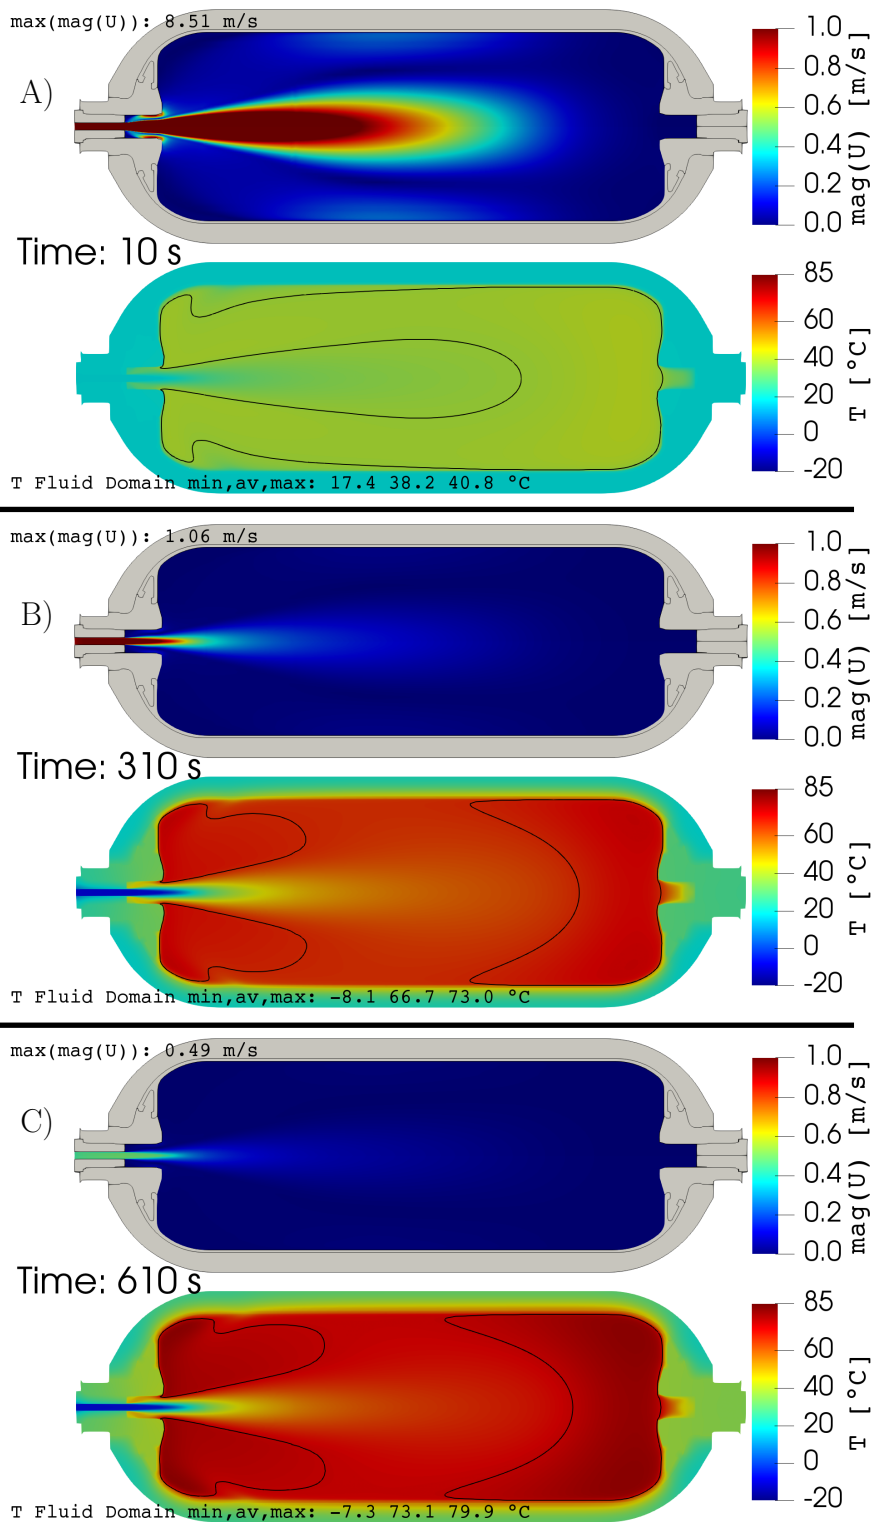 max(mag(U)): 8.51 m/s
A)
1.0
0.8
0.6
0.4
0.2
0.0
mag(U) [m/s]
Time: 10 s
85
60
40
20
0
-20
T [°C]
T Fluid Domain min,av,max: 17.4 38.2 40.8 °C
max(mag(U)): 1.06 m/s
B)
1.0
0.8
0.6
0.4
0.2
0.0
mag(U) [m/s]
Time: 310 s
85
60
40
20
0
-20
T [°C]
T Fluid Domain min,av,max: -8.1 66.7 73.0 °C
max(mag(U)): 0.49 m/s
C)
1.0
0.8
0.6
0.4
0.2
0.0
mag(U) [m/s]
Time: 610 s
85
60
40
20
0
-20
T [°C]
T Fluid Domain min,av,max: -7.3 73.1 79.9 °C